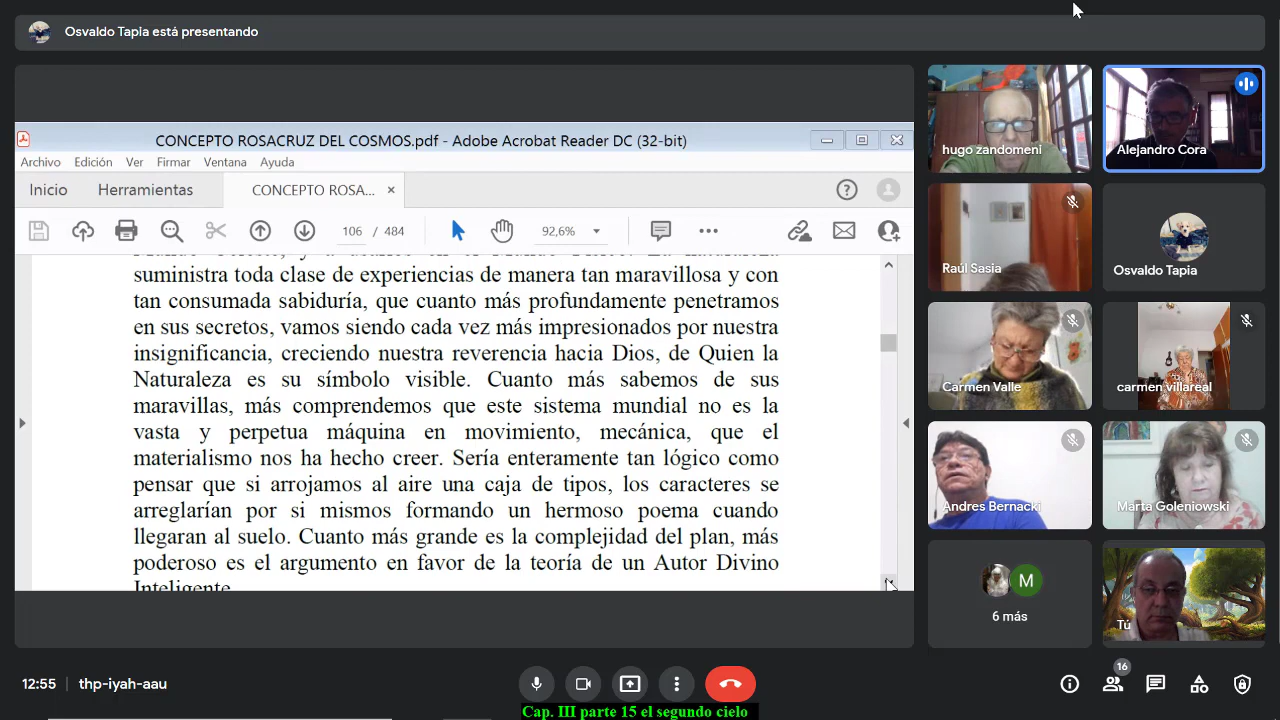 Osvaldo Tapia está presentando
CONCEPTO ROSACRUZ DEL COSMOS.pdf - Adobe Acrobat Reader DC (32-bit)
Archivo Edición Ver Firmar Ventana Ayuda
Inicio Herramientas CONCEPTO ROSA... ×
106 / 484 92,6%
suministra toda clase de experiencias de manera tan maravillosa y con
tan consumada sabiduría, que cuanto más profundamente penetramos
en sus secretos, vamos siendo cada vez más impresionados por nuestra
insignificancia, creciendo nuestra reverencia hacia Dios, de Quien la
Naturaleza es su símbolo visible. Cuanto más sabemos de sus
maravillas, más comprendemos que este sistema mundial no es la
vasta y perpetua máquina en movimiento, mecánica, que el
materialismo nos ha hecho creer. Sería enteramente tan lógico como
pensar que si arrojamos al aire una caja de tipos, los caracteres se
arreglarían por si mismos formando un hermoso poema cuando
llegaran al suelo. Cuanto más grande es la complejidad del plan, más
poderoso es el argumento en favor de la teoría de un Autor Divino
Inteligente.
hugo zandomeni
Alejandro Cora
Raúl Sasia
Osvaldo Tapia
Carmen Valle
carmen villareal
Andres Bernacki
Marta Goleniowski
M
6 más
Tú
12:55 thp-iyah-aau
16
Cap. III parte 15 el segundo cielo